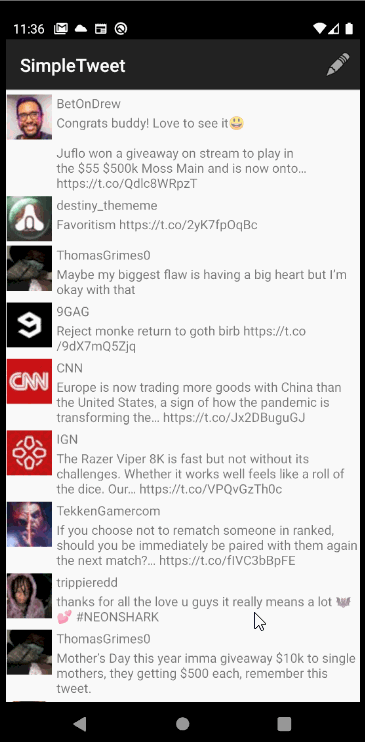 11:36
SimpleTweet
BetOnDrew
Congrats buddy! Love to see it😃
Juflo won a giveaway on stream to play in
the $55 $500k Moss Main and is now onto…
https://t.co/Qdlc8WRpzT
destiny_thememe
Favoritism https://t.co/2yK7fpOqBc
ThomasGrimes0
Maybe my biggest flaw is having a big heart but I'm
okay with that
9GAG
Reject monke return to goth birb https://t.co
/9dX7mQ5Zjq
CNN
CNN
Europe is now trading more goods with China than
the United States, a sign of how the pandemic is
transforming the… https://t.co/Jx2DBuguGJ
IGN
The Razer Viper 8K is fast but not without its
challenges. Whether it works well feels like a roll of
the dice. Our… https://t.co/VPQvGzTh0c
TekkenGamercom
If you choose not to rematch someone in ranked,
should you be immediately be paired with them again
the next match?… https://t.co/fIVC3bBpFE
trippieredd
thanks for all the love u guys it really means a lot
💕 #NEONSHARK
ThomasGrimes0
Mother's Day this year imma giveaway $10k to single
mothers, they getting $500 each, remember this
tweet.